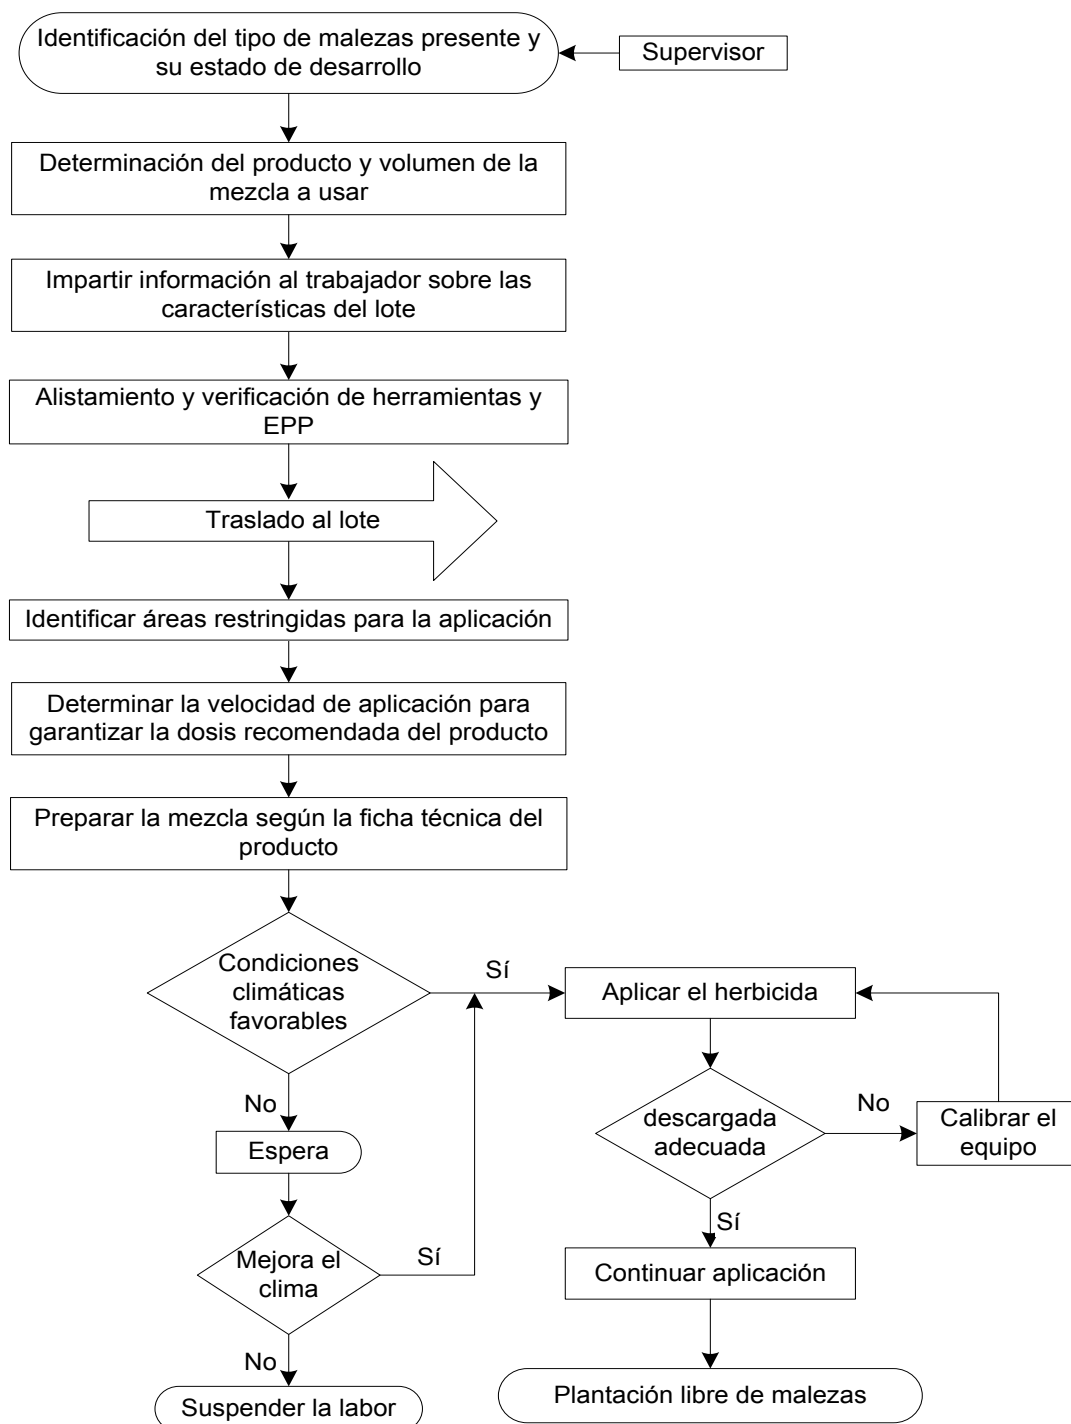 Identificación del tipo de malezas presente y
su estado de desarrollo
Supervisor
Determinación del producto y volumen de la
mezcla a usar
Impartir información al trabajador sobre las
características del lote
Alistamiento y verificación de herramientas y
EPP
Traslado al lote
Identificar áreas restringidas para la aplicación
Determinar la velocidad de aplicación para
garantizar la dosis recomendada del producto
Preparar la mezcla según la ficha técnica del
producto
Condiciones
climáticas
favorables
Sí
Aplicar el herbicida
No
Espera
descargada
adecuada
No
Calibrar el
equipo
Mejora el
clima
Sí
Sí
Continuar aplicación
No
Suspender la labor
Plantación libre de malezas